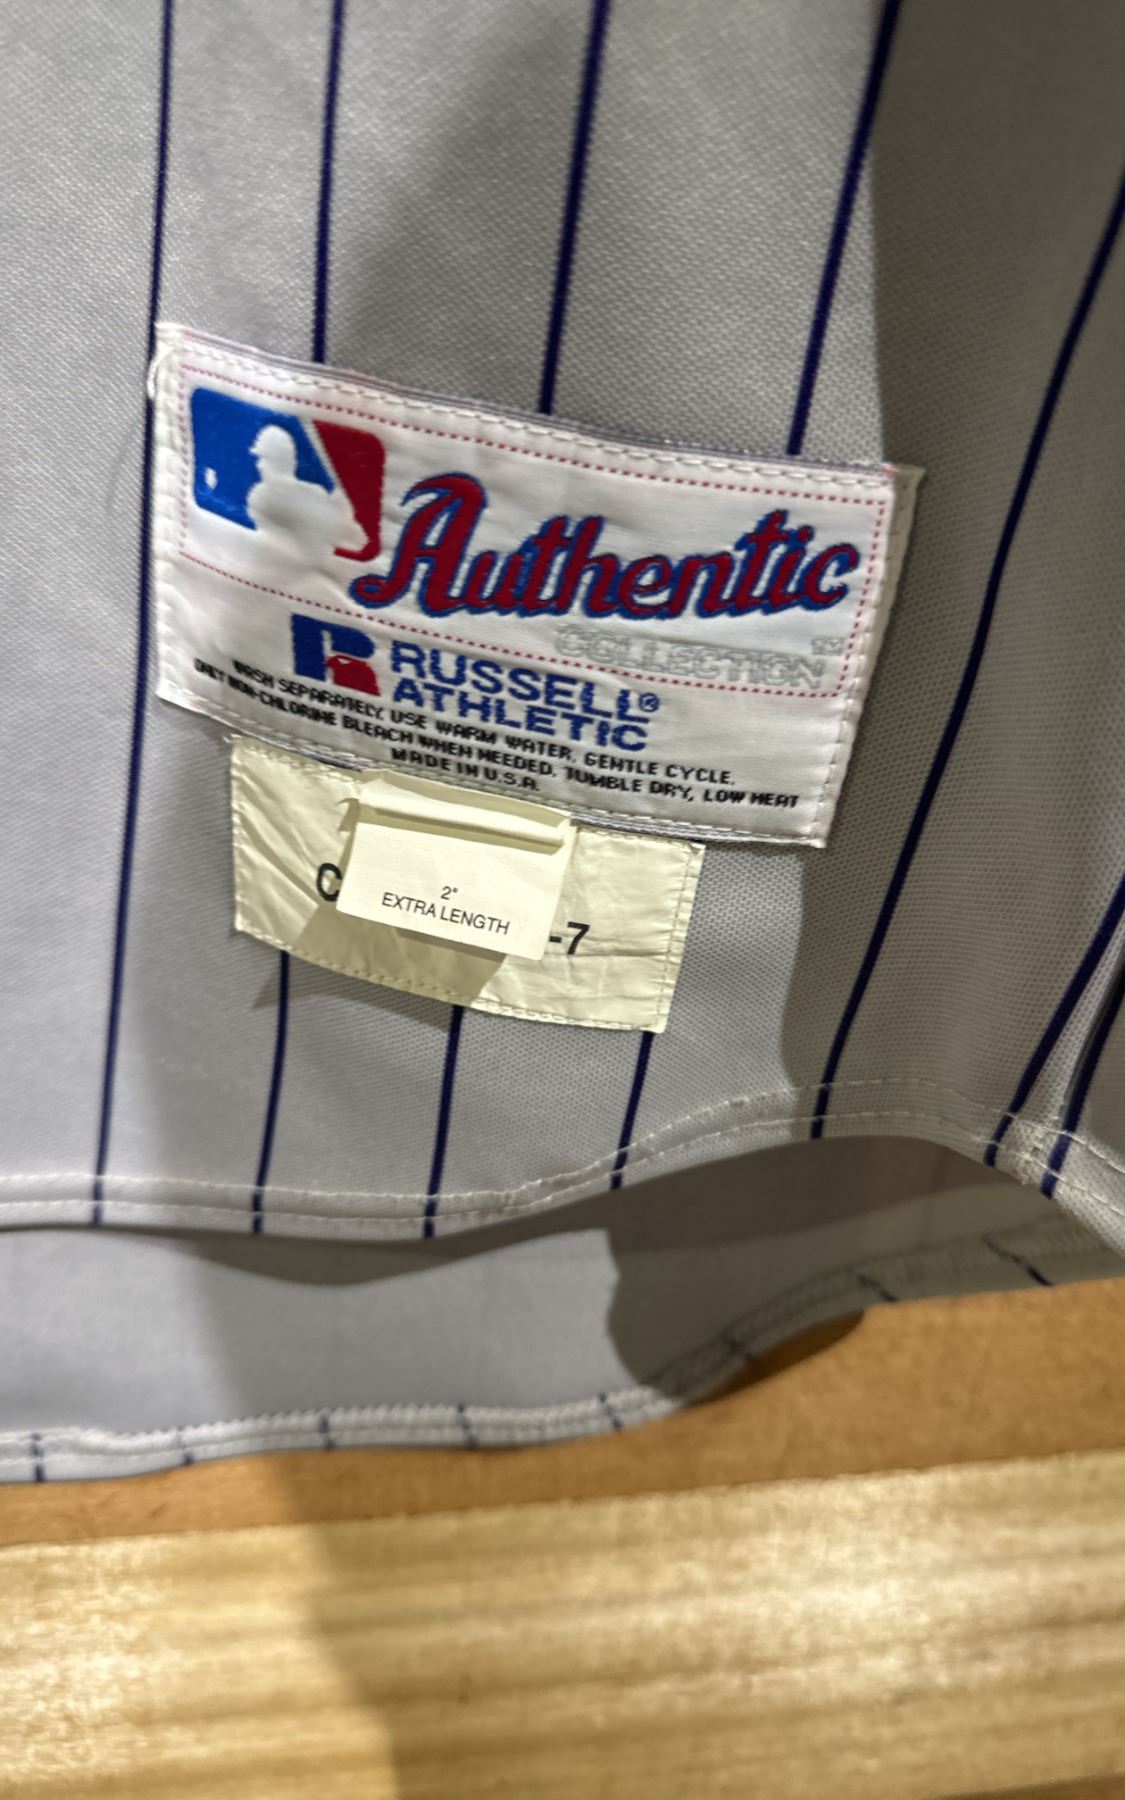 Authentic
COLLECTION™
RUSSELL®
ATHLETIC
WASH SEPARATELY, USE WARM WATER, GENTLE CYCLE.
ONLY NON-CHLORINE BLEACH WHEN NEEDED, TUMBLE DRY, LOW HEAT
MADE IN U.S.A.
2"
EXTRA LENGTH
C -7